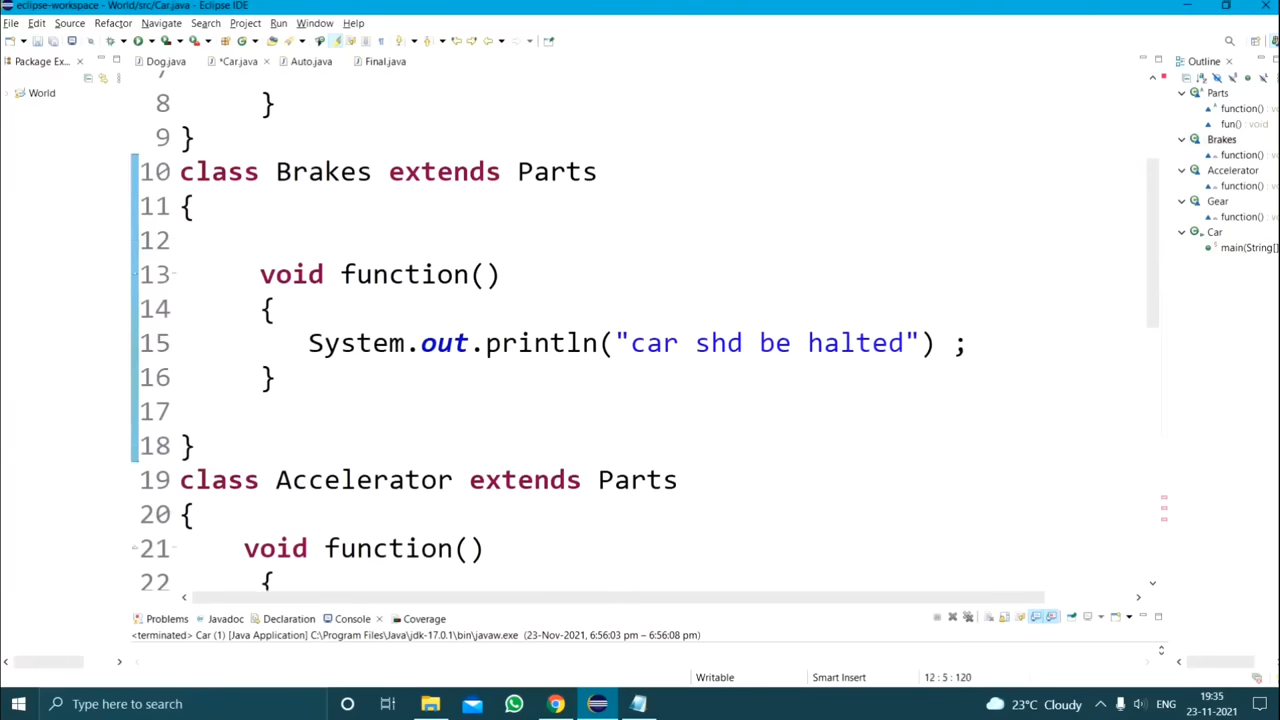 eclipse-workspace - World/src/Car.java - Eclipse IDE
File Edit Source Refactor Navigate Search Project Run Window Help
Package Ex... Dog.java *Car.java Auto.java Final.java Outline
World
8 }
9 }
10 class Brakes extends Parts
11 {
12
13 void function()
14 {
15 System.out.println("car shd be halted") ;
16 }
17
18 }
19 class Accelerator extends Parts
20 {
21 void function()
22 {
Parts
function() : v
fun() : void
Brakes
function() : v
Accelerator
function() : v
Gear
function() : v
Car
main(String[]
Problems Javadoc Declaration Console Coverage
<terminated> Car (1) [Java Application] C:\Program Files\Java\jdk-17.0.1\bin\javaw.exe (23-Nov-2021, 6:56:03 pm – 6:56:08 pm)
Writable Smart Insert 12 : 5 : 120
Type here to search 23°C Cloudy ENG 19:35
23-11-2021